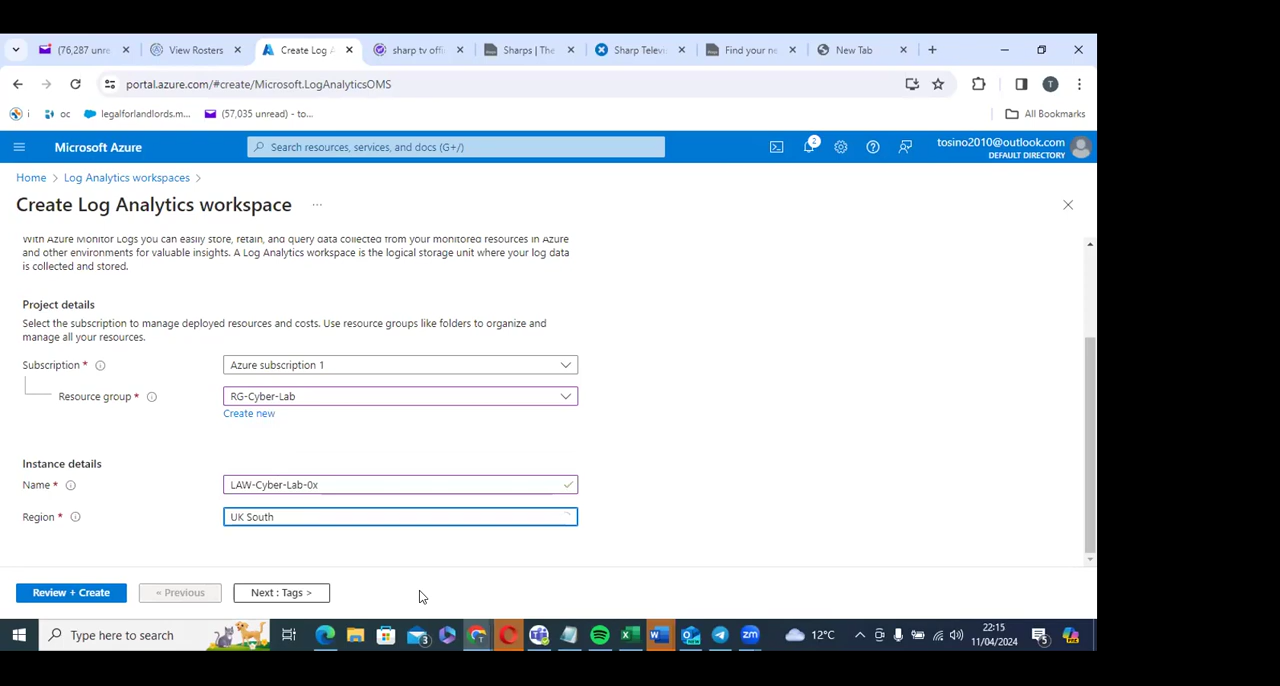 (76,287 unre
View Rosters
Create Log A
sharp tv offi
Sharps | The
Sharp Televi
Find your ne
New Tab
portal.azure.com/#create/Microsoft.LogAnalyticsOMS
T
i
oc
legalforlandlords.m...
(57,035 unread) - to...
All Bookmarks
Microsoft Azure
Search resources, services, and docs (G+/)
2
tosino2010@outlook.com
DEFAULT DIRECTORY
Home > Log Analytics workspaces >
Create Log Analytics workspace ...
With Azure Monitor Logs you can easily store, retain, and query data collected from your monitored resources in Azure
and other environments for valuable insights. A Log Analytics workspace is the logical storage unit where your log data
is collected and stored.
Project details
Select the subscription to manage deployed resources and costs. Use resource groups like folders to organize and
manage all your resources.
Subscription *
Azure subscription 1
Resource group *
RG-Cyber-Lab
Create new
Instance details
Name *
LAW-Cyber-Lab-0x
Region *
UK South
Review + Create
« Previous
Next : Tags >
Type here to search
3
zm
12°C
22:15
11/04/2024
5